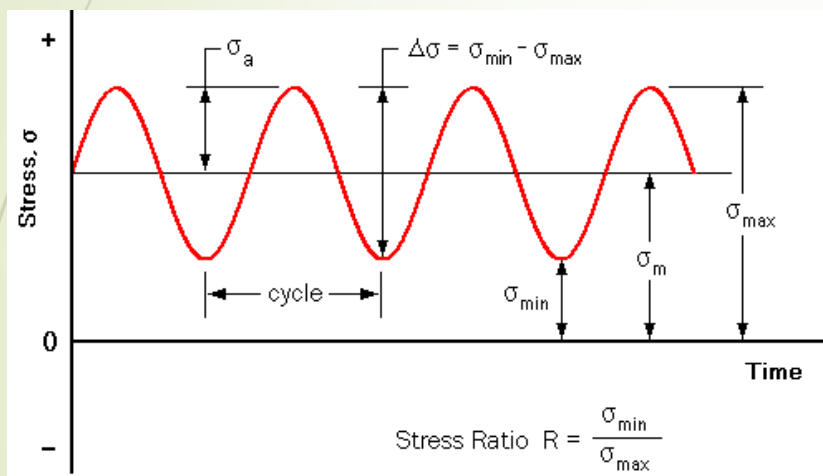 +
σa
Δσ = σmin - σmax
Stress, σ
σmax
σm
cycle
σmin
0
Time
Stress Ratio R = σmin / σmax
–